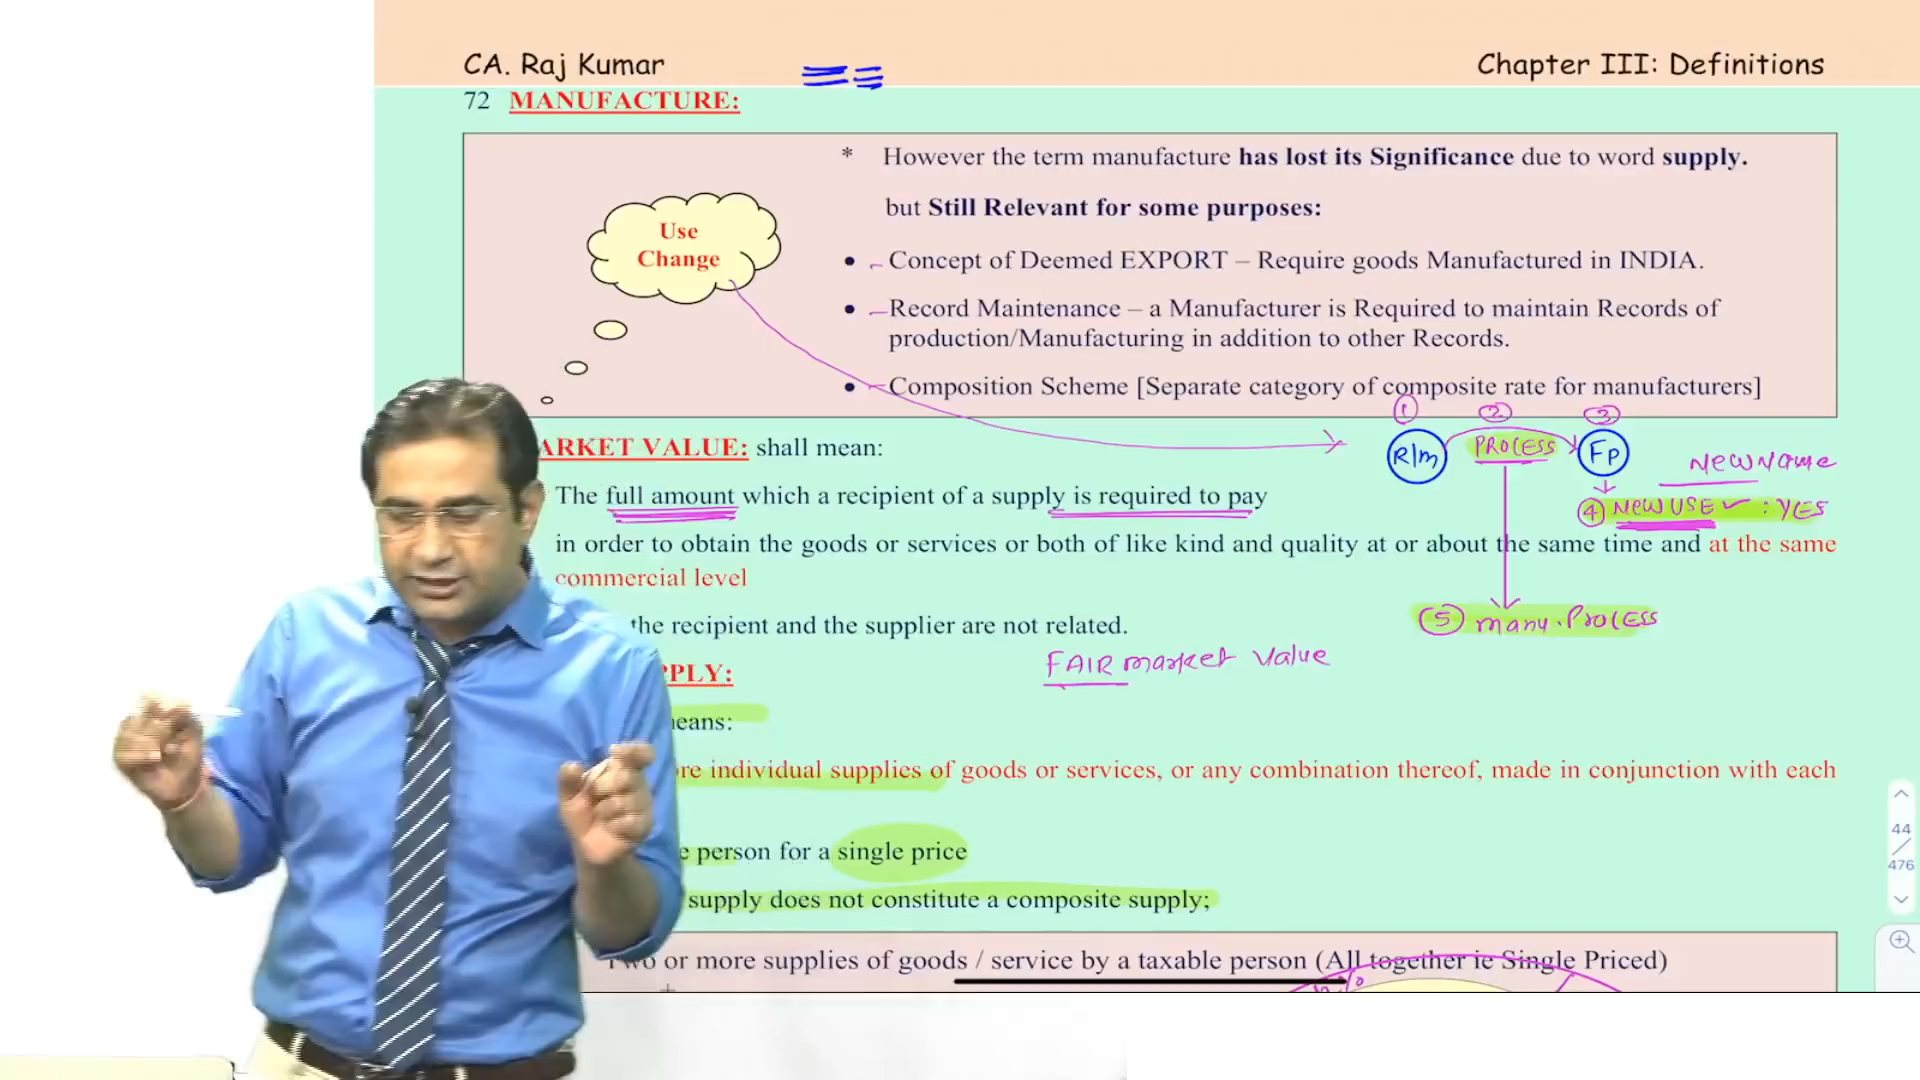 CA. Raj Kumar
Chapter III: Definitions
72 MANUFACTURE:
* However the term manufacture has lost its Significance due to word supply.
but Still Relevant for some purposes:
Use
Change
• Concept of Deemed EXPORT – Require goods Manufactured in INDIA.
• Record Maintenance – a Manufacturer is Required to maintain Records of
production/Manufacturing in addition to other Records.
• Composition Scheme [Separate category of composite rate for manufacturers]
1 2 3
R/m PROCESS FP
New Name
4 New USE ✓ : YES
5 many. Process
ARKET VALUE: shall mean:
The full amount which a recipient of a supply is required to pay
in order to obtain the goods or services or both of like kind and quality at or about the same time and at the same
commercial level
the recipient and the supplier are not related.
FAIR market value
PPLY:
eans:
re individual supplies of goods or services, or any combination thereof, made in conjunction with each
e person for a single price
supply does not constitute a composite supply;
Two or more supplies of goods / service by a taxable person (All together ie Single Priced)
44
/
476